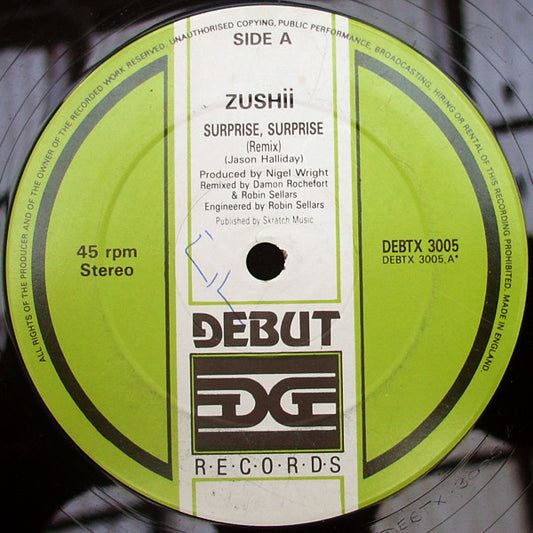 ALL RIGHTS OF THE PRODUCER AND OF THE OWNER OF THE RECORDED WORK RESERVED. UNAUTHORISED COPYING, PUBLIC PERFORMANCE, BROADCASTING, HIRING OR RENTAL OF THIS RECORDING PROHIBITED. MADE IN ENGLAND.
SIDE A
ZUSHii
SURPRISE, SURPRISE
(Remix)
(Jason Halliday)
Produced by Nigel Wright
Remixed by Damon Rochefort
& Robin Sellars
Engineered by Robin Sellars
Published by Skratch Music
45 rpm
Stereo
DEBTX 3005
DEBTX 3005,A*
DEBUT
R·E·C·O·R·D·S